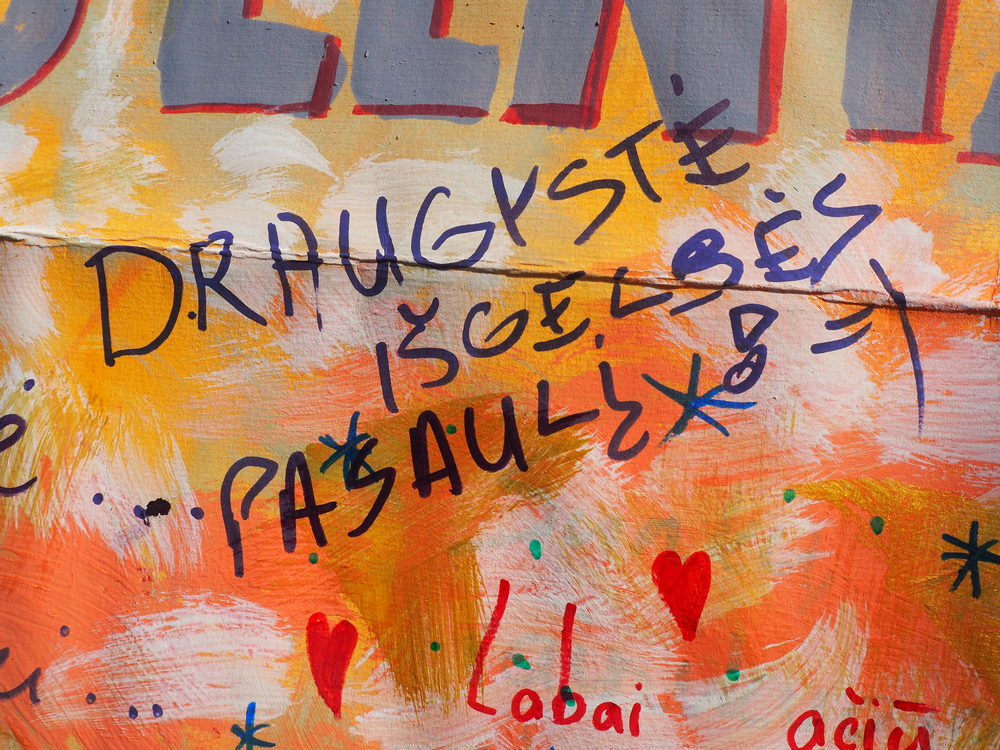 DRAUGYSTĖ
IŠGELBĖS
PASAULĮ! =)
Labai ačiū